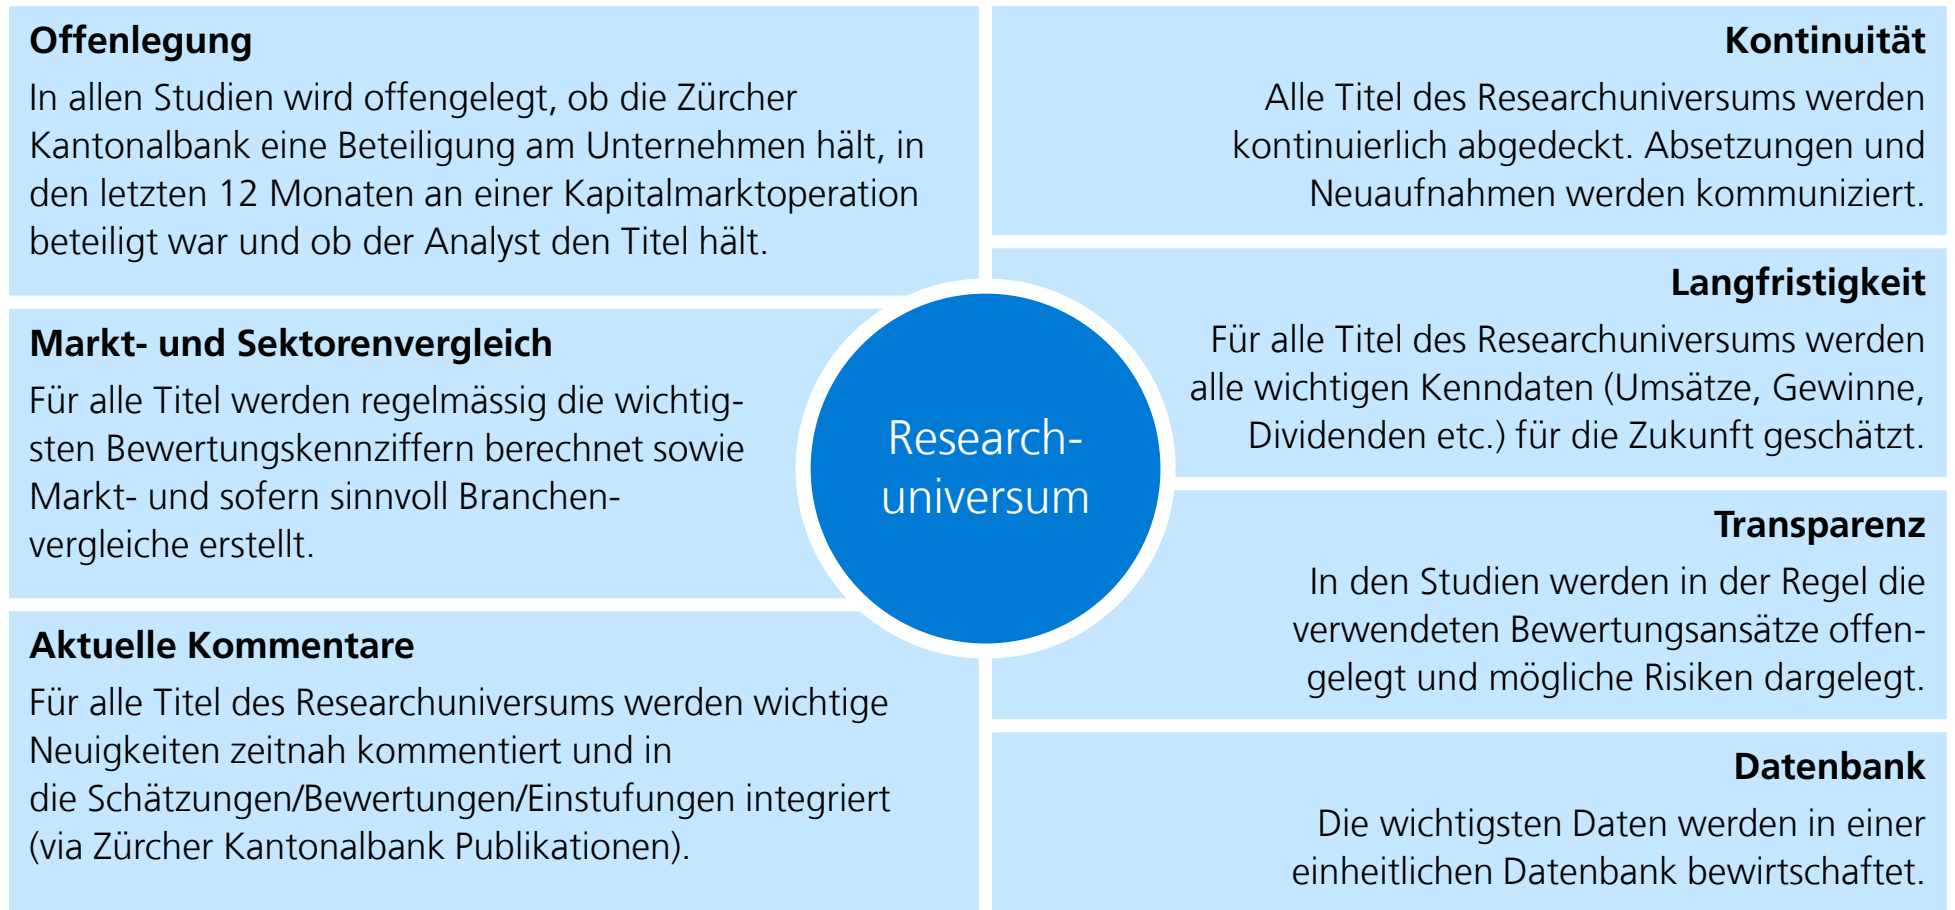 Offenlegung
In allen Studien wird offengelegt, ob die Zürcher
Kantonalbank eine Beteiligung am Unternehmen hält, in
den letzten 12 Monaten an einer Kapitalmarktoperation
beteiligt war und ob der Analyst den Titel hält.
Markt- und Sektorenvergleich
Für alle Titel werden regelmässig die wichtig-
sten Bewertungskennziffern berechnet sowie
Markt- und sofern sinnvoll Branchen-
vergleiche erstellt.
Aktuelle Kommentare
Für alle Titel des Researchuniversums werden wichtige
Neuigkeiten zeitnah kommentiert und in
die Schätzungen/Bewertungen/Einstufungen integriert
(via Zürcher Kantonalbank Publikationen).
Research-
universum
Kontinuität
Alle Titel des Researchuniversums werden
kontinuierlich abgedeckt. Absetzungen und
Neuaufnahmen werden kommuniziert.
Langfristigkeit
Für alle Titel des Researchuniversums werden
alle wichtigen Kenndaten (Umsätze, Gewinne,
Dividenden etc.) für die Zukunft geschätzt.
Transparenz
In den Studien werden in der Regel die
verwendeten Bewertungsansätze offen-
gelegt und mögliche Risiken dargelegt.
Datenbank
Die wichtigsten Daten werden in einer
einheitlichen Datenbank bewirtschaftet.